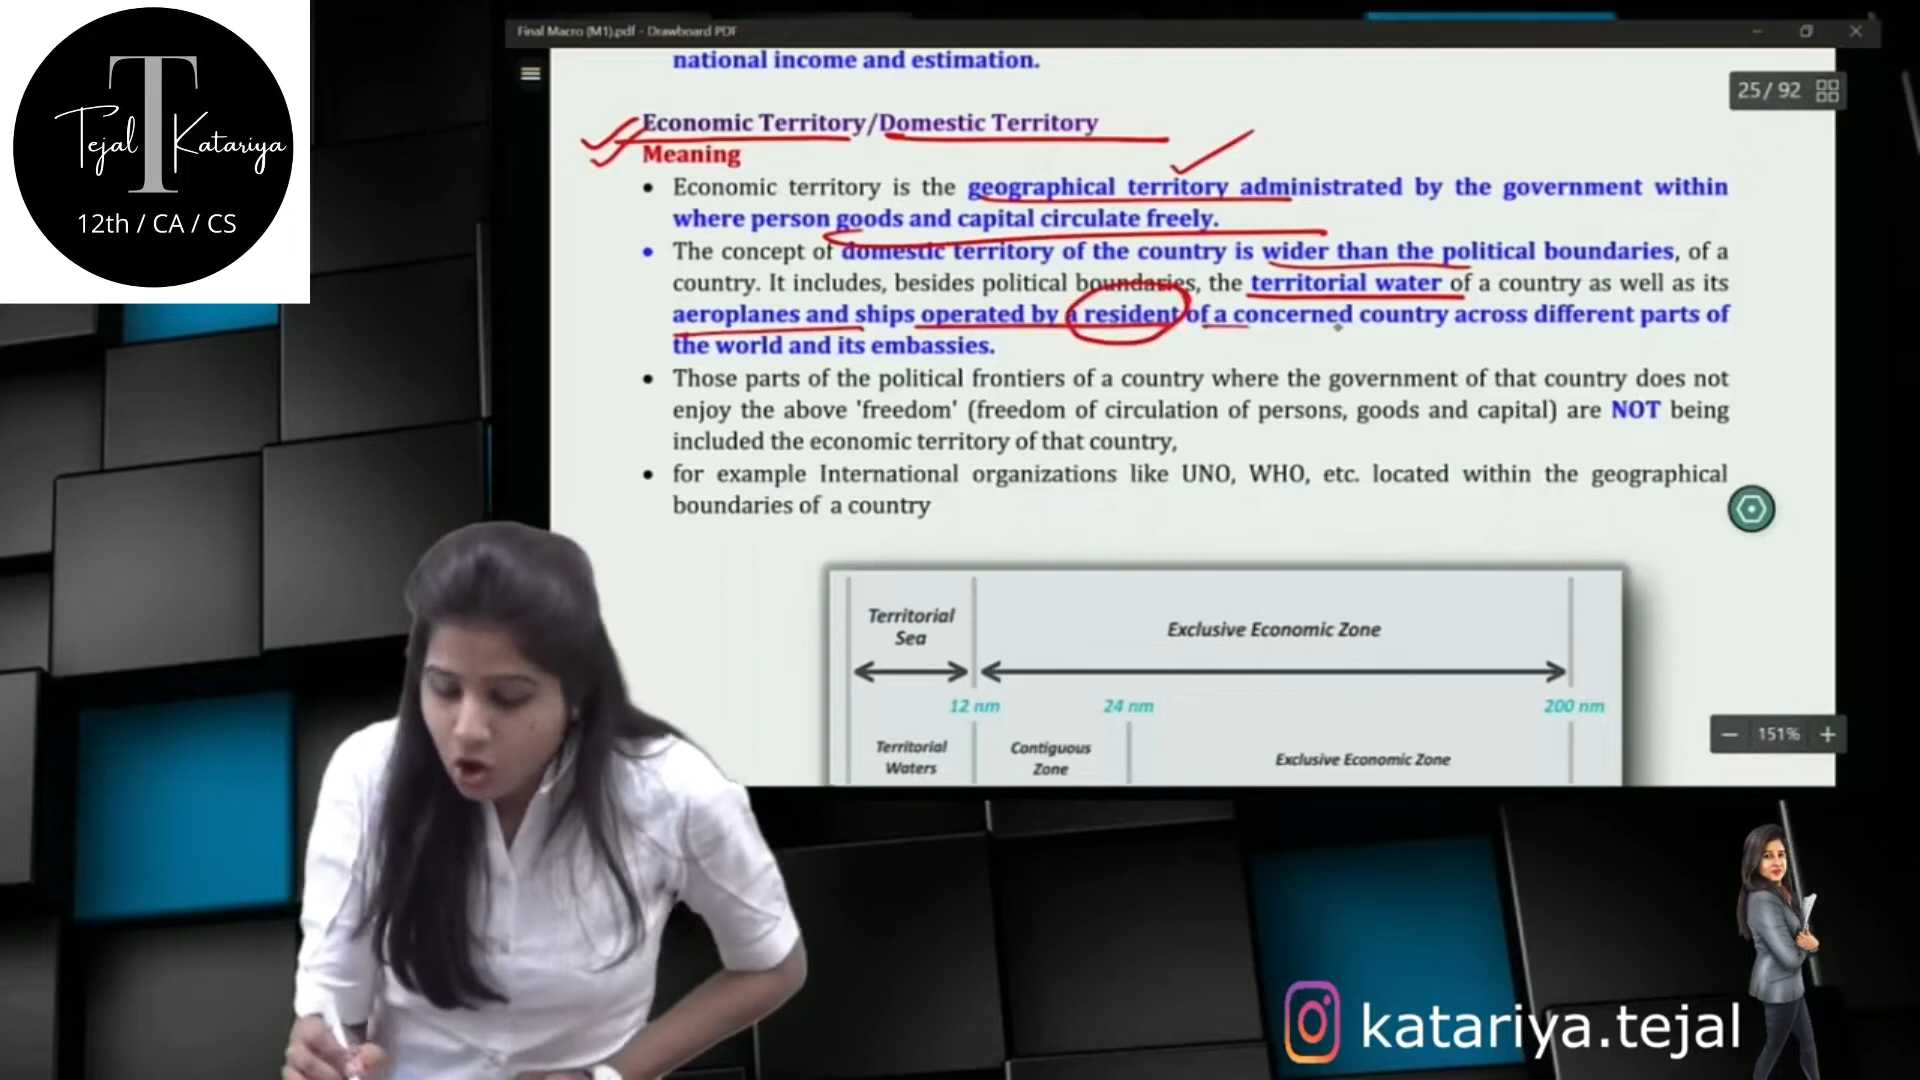 Final Macro (M1).pdf - Drawboard PDF
T
Tejal Katariya
12th / CA / CS
25 / 92
national income and estimation.
Economic Territory/Domestic Territory
Meaning
• Economic territory is the geographical territory administrated by the government within
where person goods and capital circulate freely.
• The concept of domestic territory of the country is wider than the political boundaries, of a
country. It includes, besides political boundaries, the territorial water of a country as well as its
aeroplanes and ships operated by a resident of a concerned country across different parts of
the world and its embassies.
• Those parts of the political frontiers of a country where the government of that country does not
enjoy the above 'freedom' (freedom of circulation of persons, goods and capital) are NOT being
included the economic territory of that country,
• for example International organizations like UNO, WHO, etc. located within the geographical
boundaries of a country
Territorial
Sea
Exclusive Economic Zone
12 nm
24 nm
200 nm
Territorial
Waters
Contiguous
Zone
Exclusive Economic Zone
151%
katariya.tejal